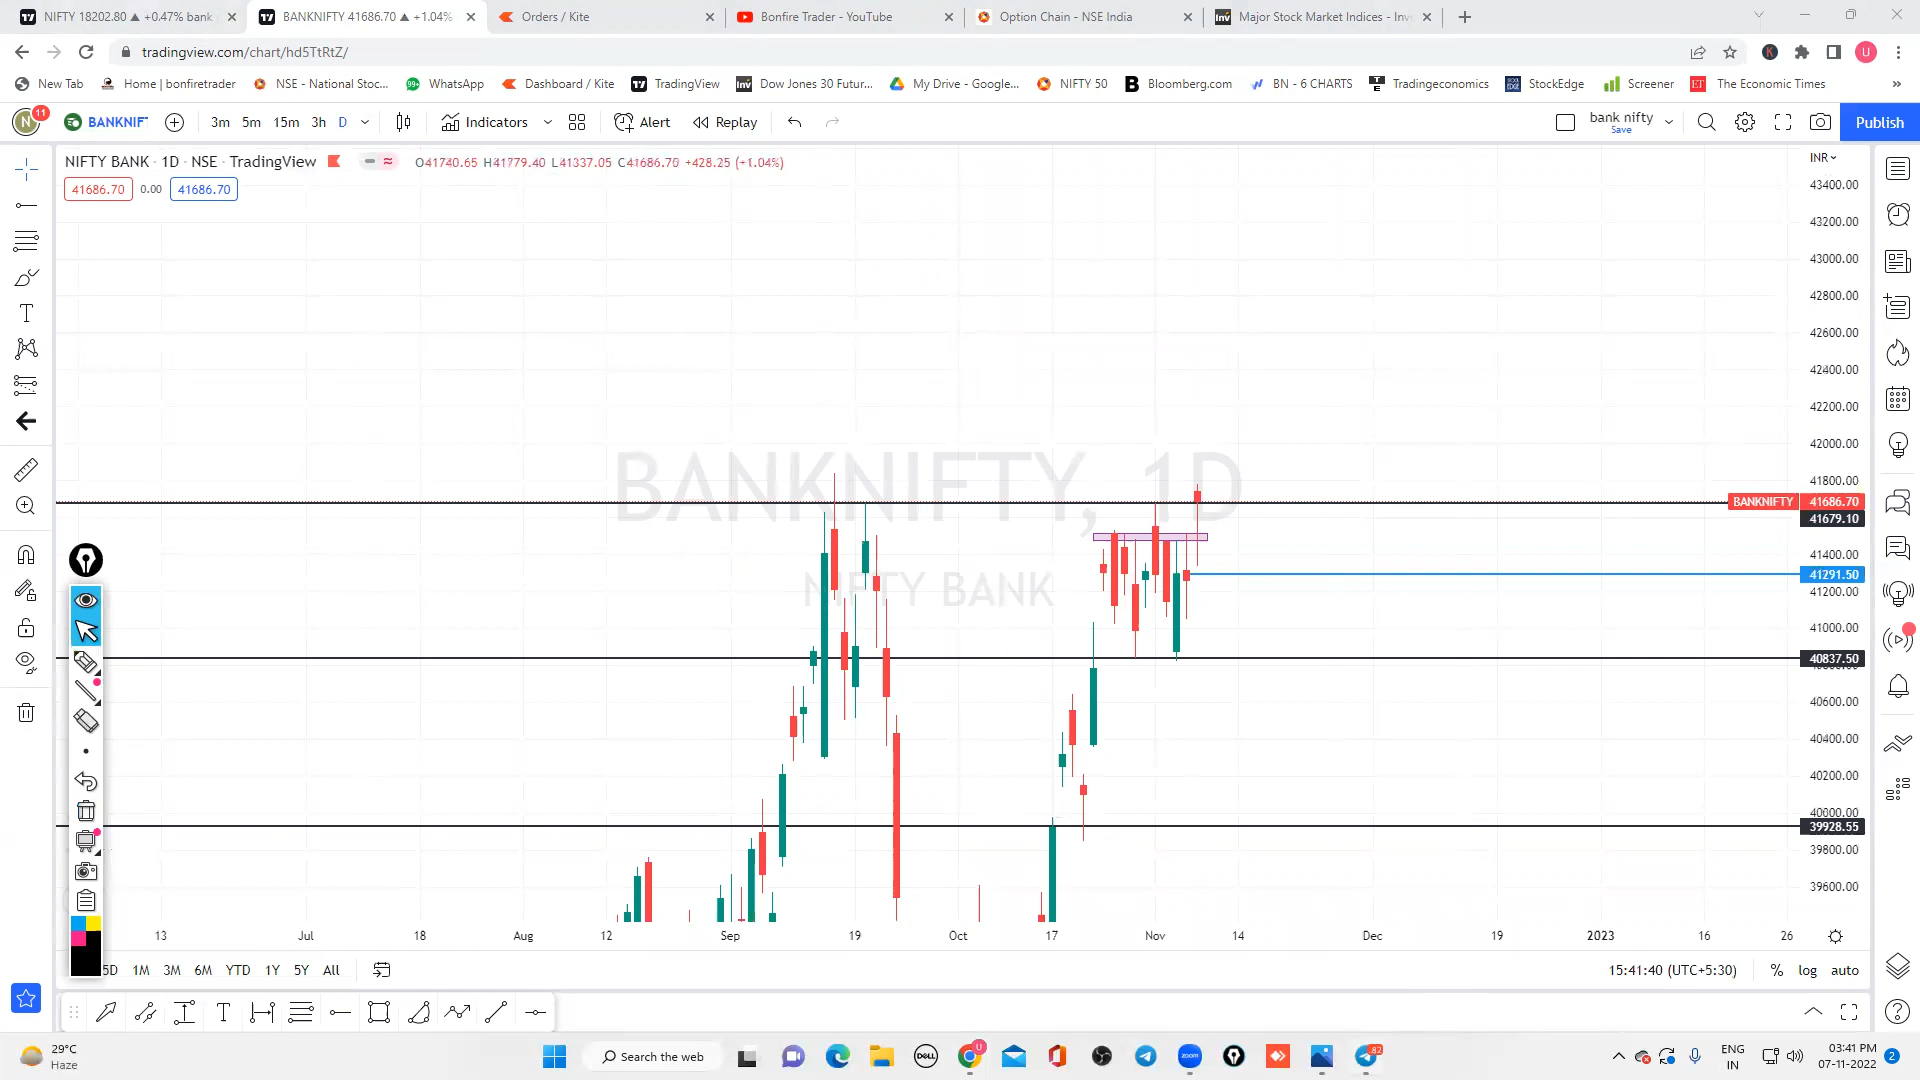 NIFTY 18202.80 ▲ +0.47% bank
BANKNIFTY 41686.70 ▲ +1.04%
Orders / Kite
Bonfire Trader - YouTube
Option Chain - NSE India
Major Stock Market Indices - Inv
tradingview.com/chart/hd5TtRtZ/
K
U
New Tab
Home | bonfiretrader
NSE - National Stoc...
99+
WhatsApp
Dashboard / Kite
TradingView
Inv
Dow Jones 30 Futur...
My Drive - Google...
NIFTY 50
B
Bloomberg.com
BN - 6 CHARTS
Tradingeconomics
StockEdge
Screener
ET
The Economic Times
N
11
BANKNIF
3m 5m 15m 3h D
Indicators
Alert
Replay
bank nifty
Save
Publish
NIFTY BANK · 1D · NSE · TradingView
O41740.65 H41779.40 L41337.05 C41686.70 +428.25 (+1.04%)
INR
41686.70 0.00 41686.70
43400.00
43200.00
43000.00
42800.00
42600.00
42400.00
42200.00
42000.00
41800.00
BANKNIFTY 41686.70
41679.10
41400.00
41291.50
41200.00
41000.00
40837.50
40600.00
40400.00
40200.00
40000.00
39928.55
39800.00
39600.00
BANKNIFTY, 1D
NIFTY BANK
13 Jul 18 Aug 12 Sep 19 Oct 17 Nov 14 Dec 19 2023 16 26
5D 1M 3M 6M YTD 1Y 5Y All
15:41:40 (UTC+5:30) % log auto
29°C
Haze
Search the web
DELL
U
zoom
82
ENG
IN
03:41 PM
07-11-2022
2